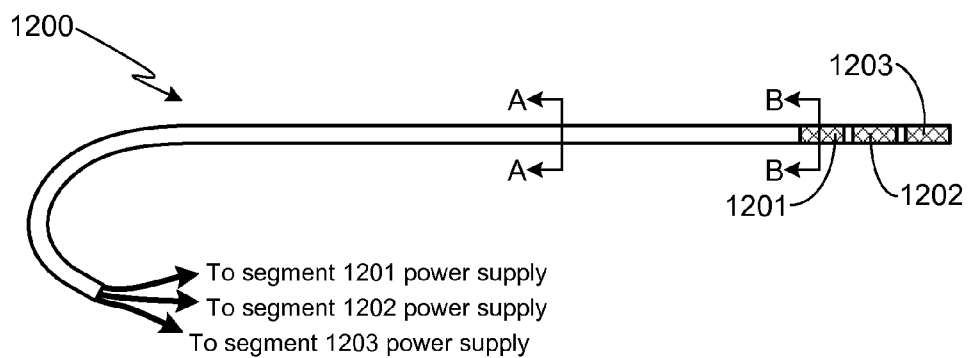 1200
1203
A
B
A
B
1201
1202
To segment 1201 power supply
To segment 1202 power supply
To segment 1203 power supply